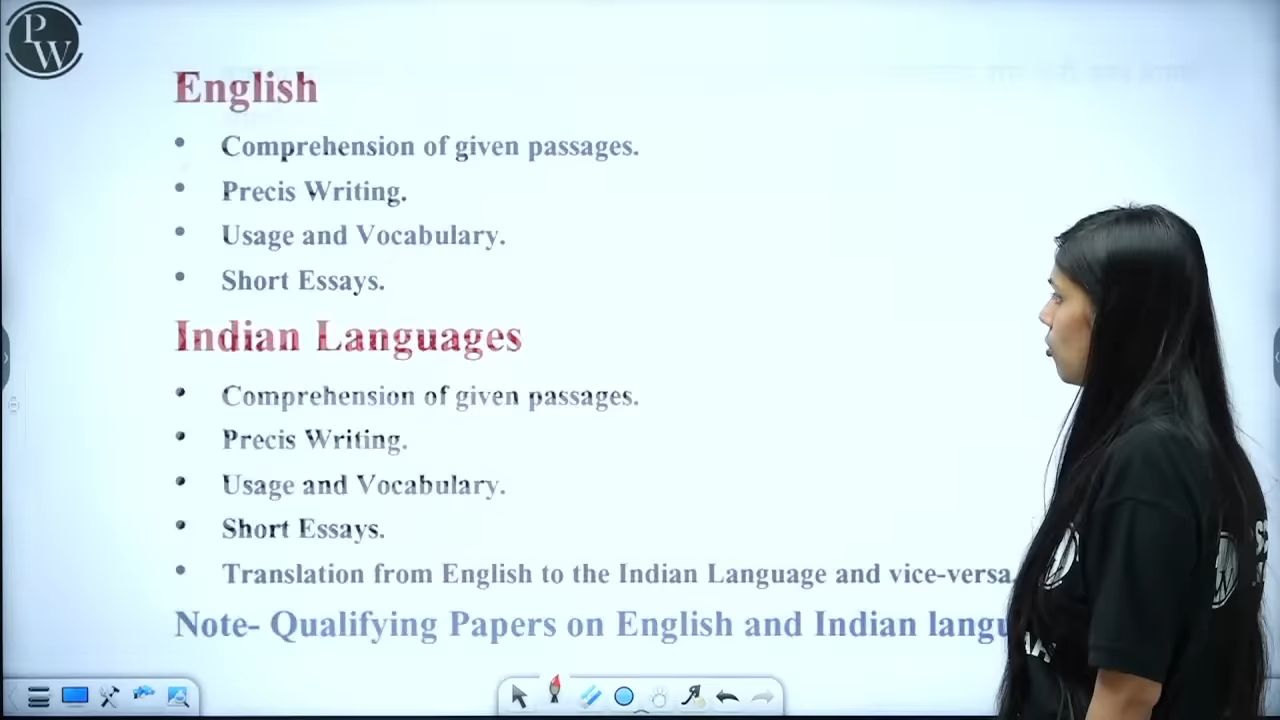 PW
English
• Comprehension of given passages.
• Precis Writing.
• Usage and Vocabulary.
• Short Essays.
Indian Languages
• Comprehension of given passages.
• Precis Writing.
• Usage and Vocabulary.
• Short Essays.
• Translation from English to the Indian Language and vice-versa.
Note- Qualifying Papers on English and Indian langu